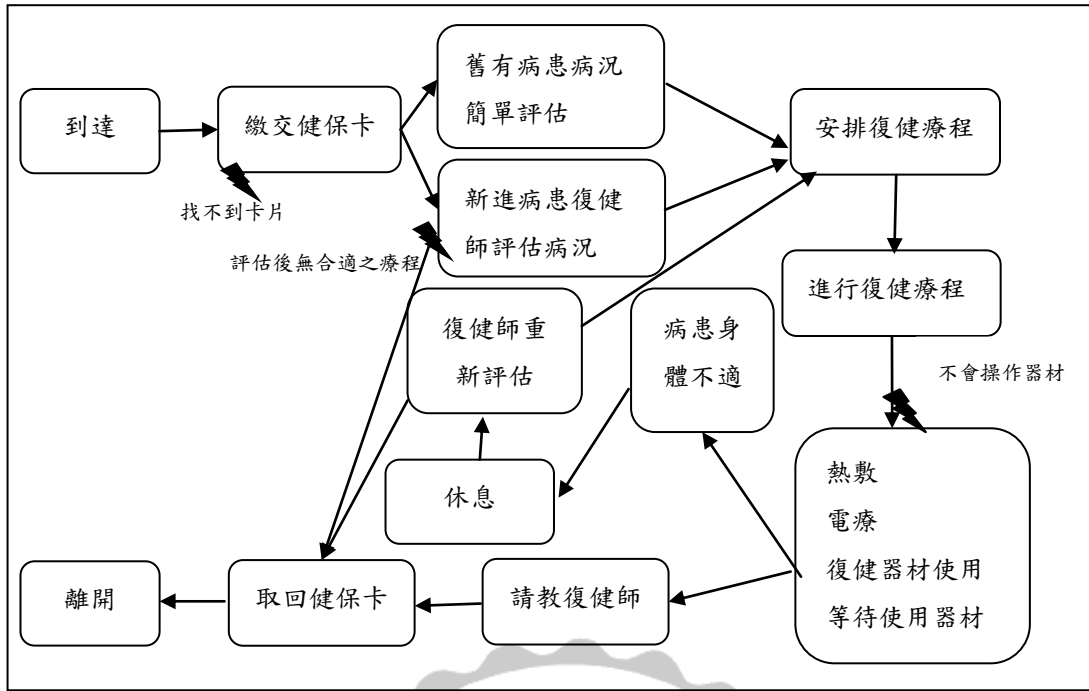 到達
繳交健保卡
找不到卡片
舊有病患病況
簡單評估
新進病患復健
師評估病況
評估後無合適之療程
安排復健療程
進行復健療程
不會操作器材
復健師重
新評估
病患身
體不適
休息
熱敷
電療
復健器材使用
等待使用器材
離開
取回健保卡
請教復健師